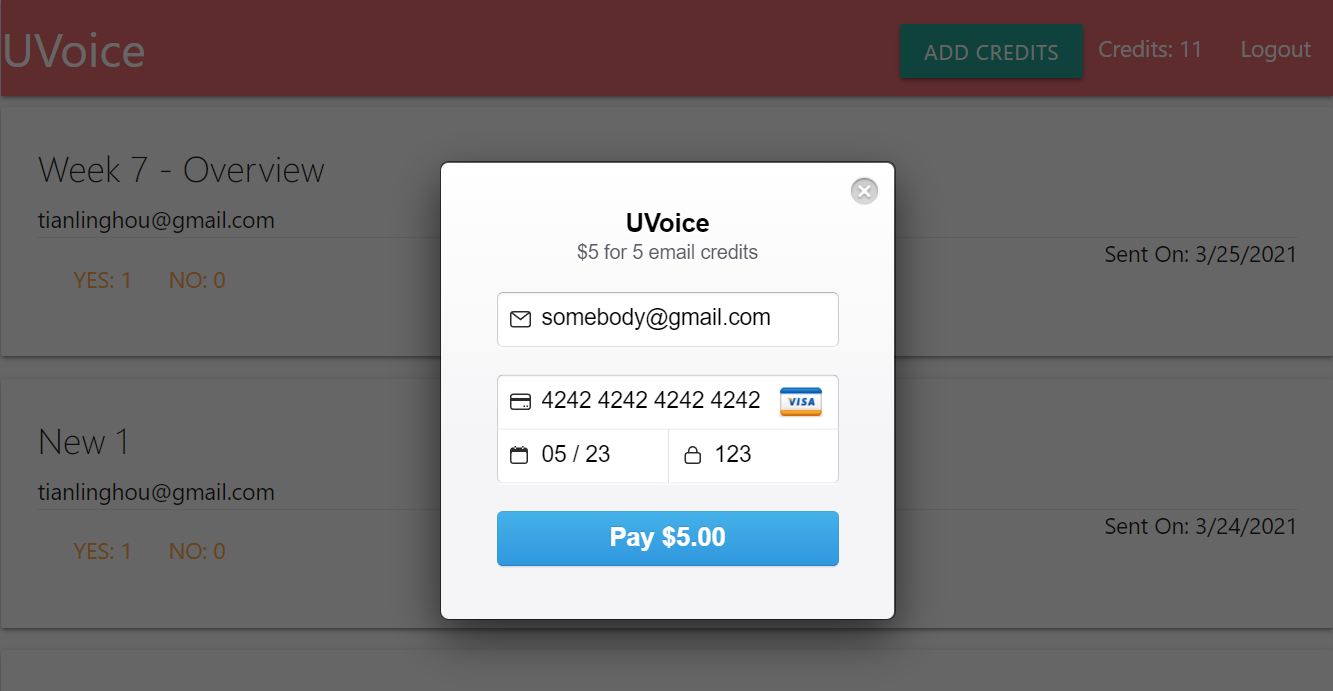 UVoice
ADD CREDITS
Credits: 11
Logout
Week 7 - Overview
tianlinghou@gmail.com
YES: 1 NO: 0
Sent On: 3/25/2021
New 1
tianlinghou@gmail.com
YES: 1 NO: 0
Sent On: 3/24/2021
UVoice
$5 for 5 email credits
somebody@gmail.com
4242 4242 4242 4242 VISA
05 / 23 123
Pay $5.00